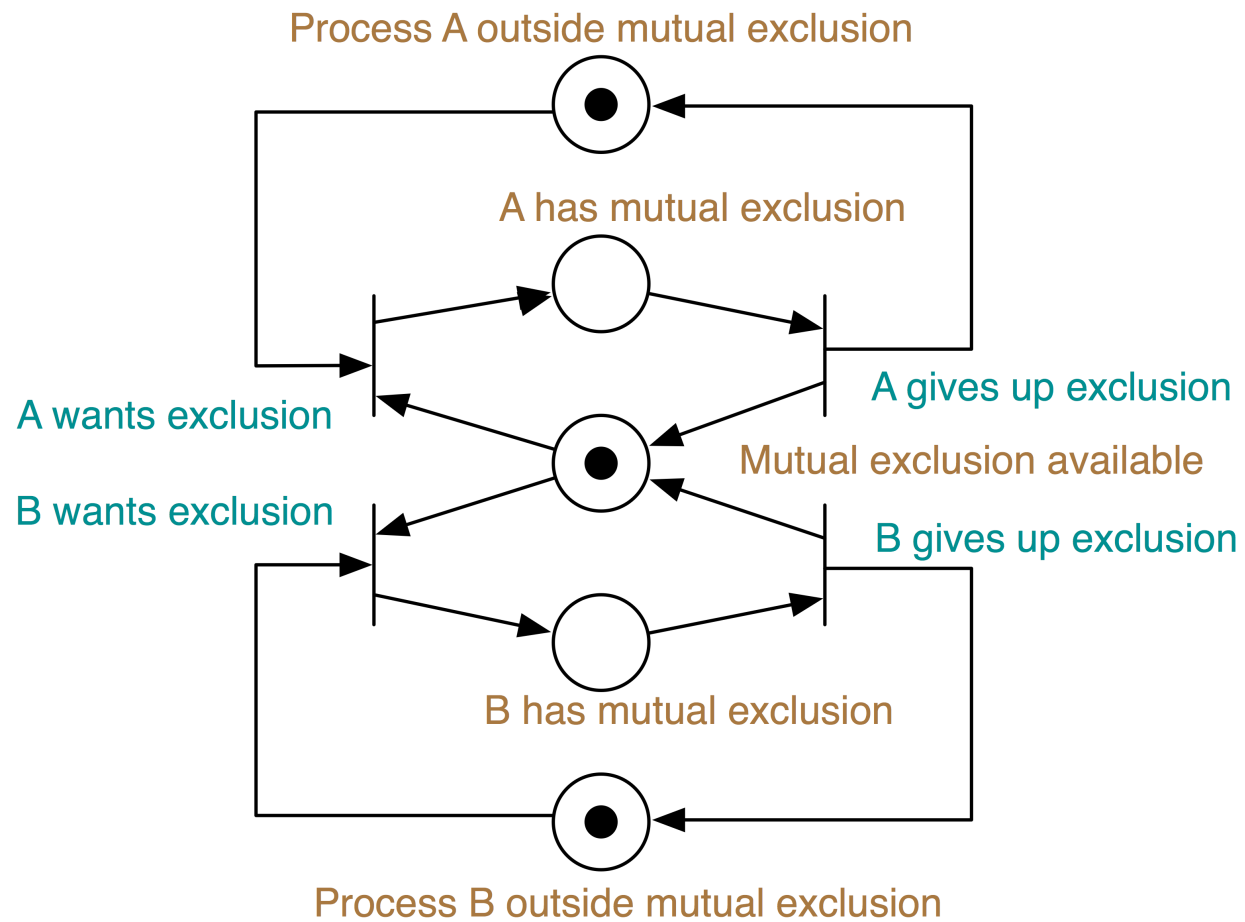 Process A outside mutual exclusion
A has mutual exclusion
A wants exclusion
A gives up exclusion
Mutual exclusion available
B wants exclusion
B gives up exclusion
B has mutual exclusion
Process B outside mutual exclusion